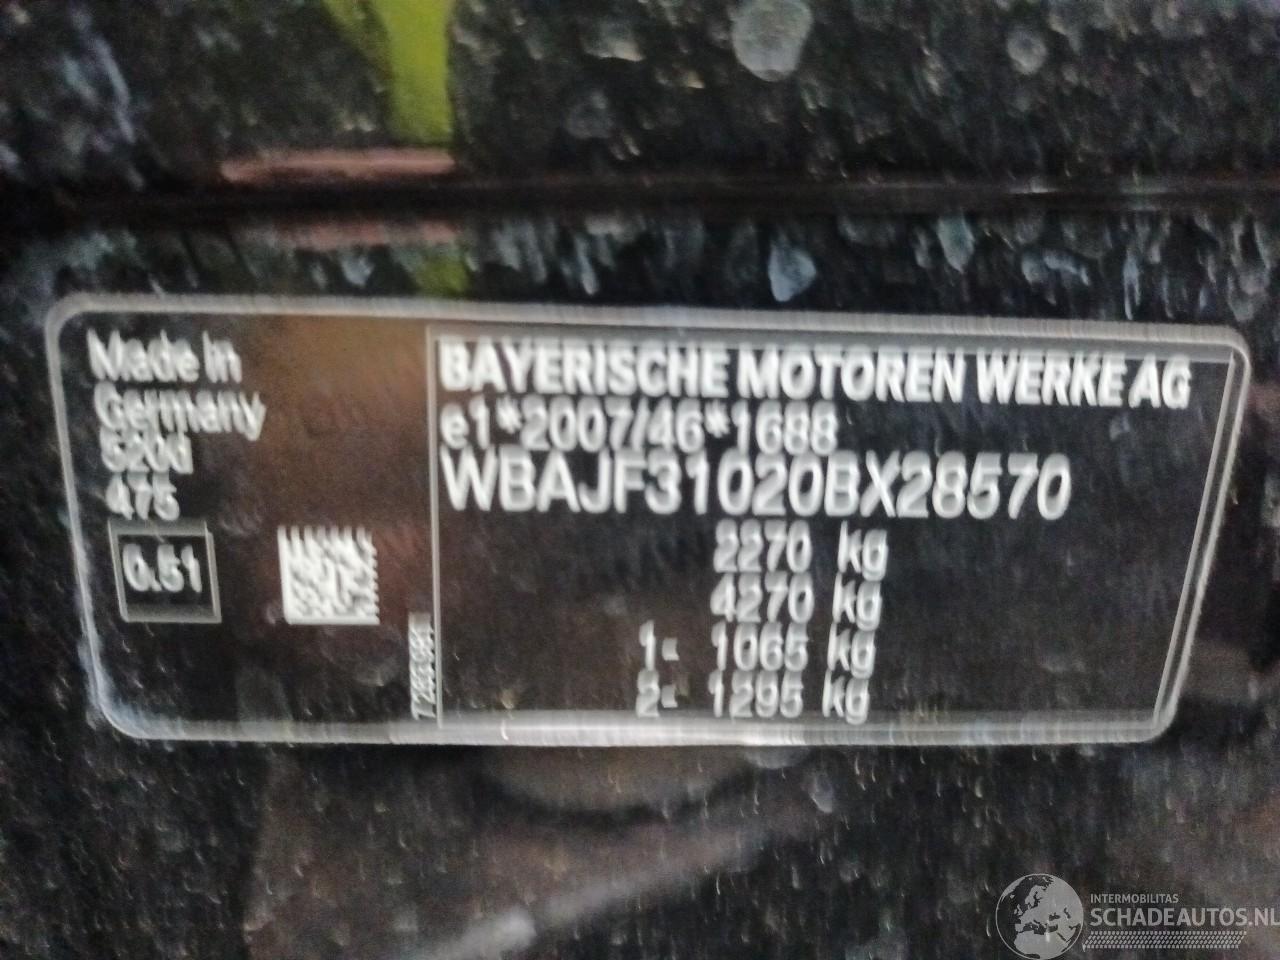 Made in
Germany
520d
475
0.51
BAYERISCHE MOTOREN WERKE AG
e1*2007/46*1688
WBAJF31020BX28570
2270 kg
4270 kg
1- 1065 kg
2- 1295 kg
INTERMOBILITAS
SCHADEAUTOS.NL